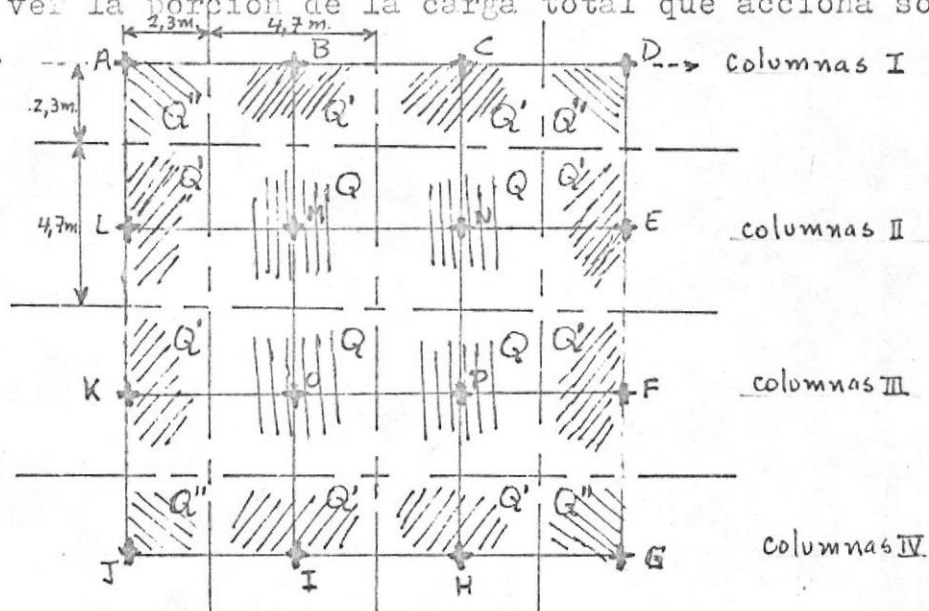 ver la porción de la carga total que acciona so
2,3m. 4,7m.
A B C D Columnas I
2,3m. Q'' Q' Q' Q''
Q' Q Q Q'
4,7m L M N E columnas II
Q' Q Q Q'
K O P F columnas III
Q'' Q' Q' Q''
J I H G columnas IV